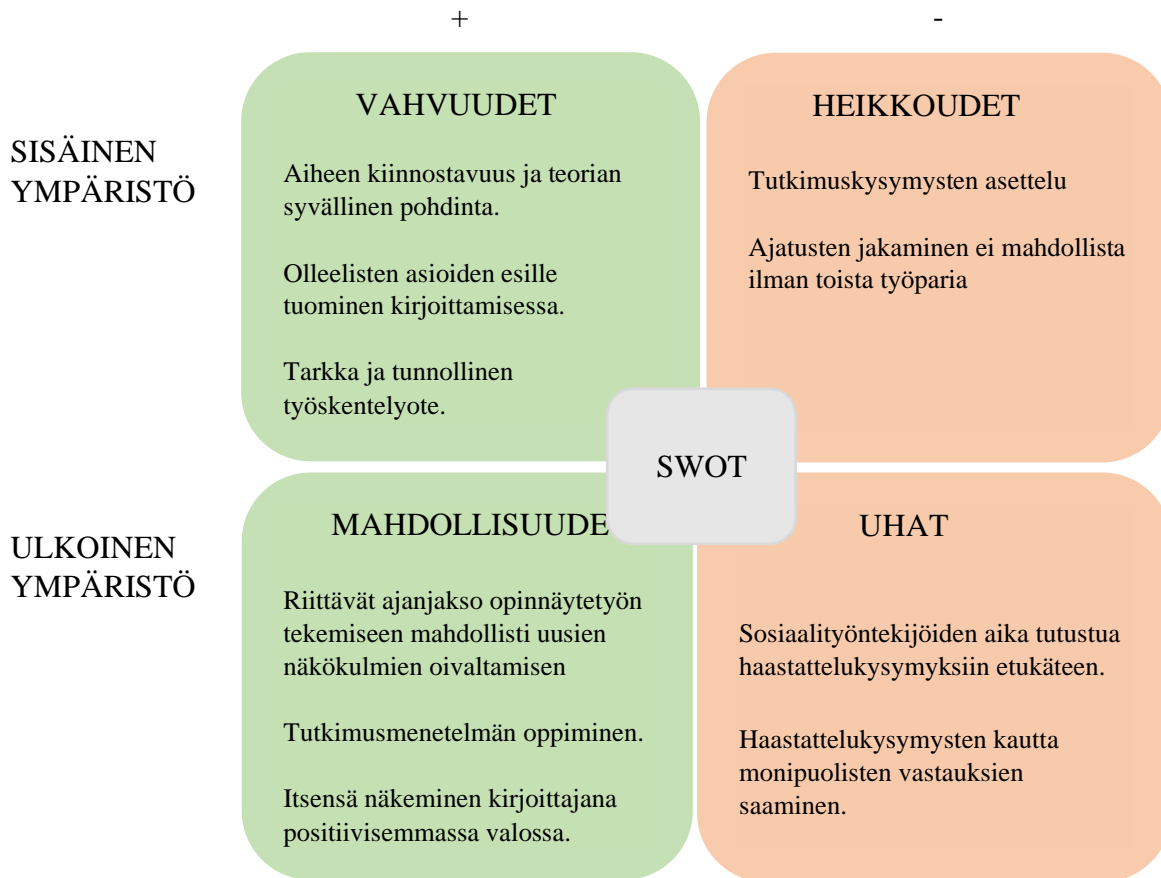 +
-
SISÄINEN
YMPÄRISTÖ
VAHVUUDET
Aiheen kiinnostavuus ja teorian
syvällinen pohdinta.
Olleelisten asioiden esille
tuominen kirjoittamisessa.
Tarkka ja tunnollinen
työskentelyote.
HEIKKOUDET
Tutkimuskysymysten asettelu
Ajatusten jakaminen ei mahdollista
ilman toista työparia
SWOT
ULKOINEN
YMPÄRISTÖ
MAHDOLLISUUDE
Riittävät ajanjakso opinnäytetyön
tekemiseen mahdollisti uusien
näkökulmien oivaltamisen
Tutkimusmenetelmän oppiminen.
Itsensä näkeminen kirjoittajana
positiivisemmassa valossa.
UHAT
Sosiaalityöntekijöiden aika tutustua
haastattelukysymyksiin etukäteen.
Haastattelukysymysten kautta
monipuolisten vastauksien
saaminen.